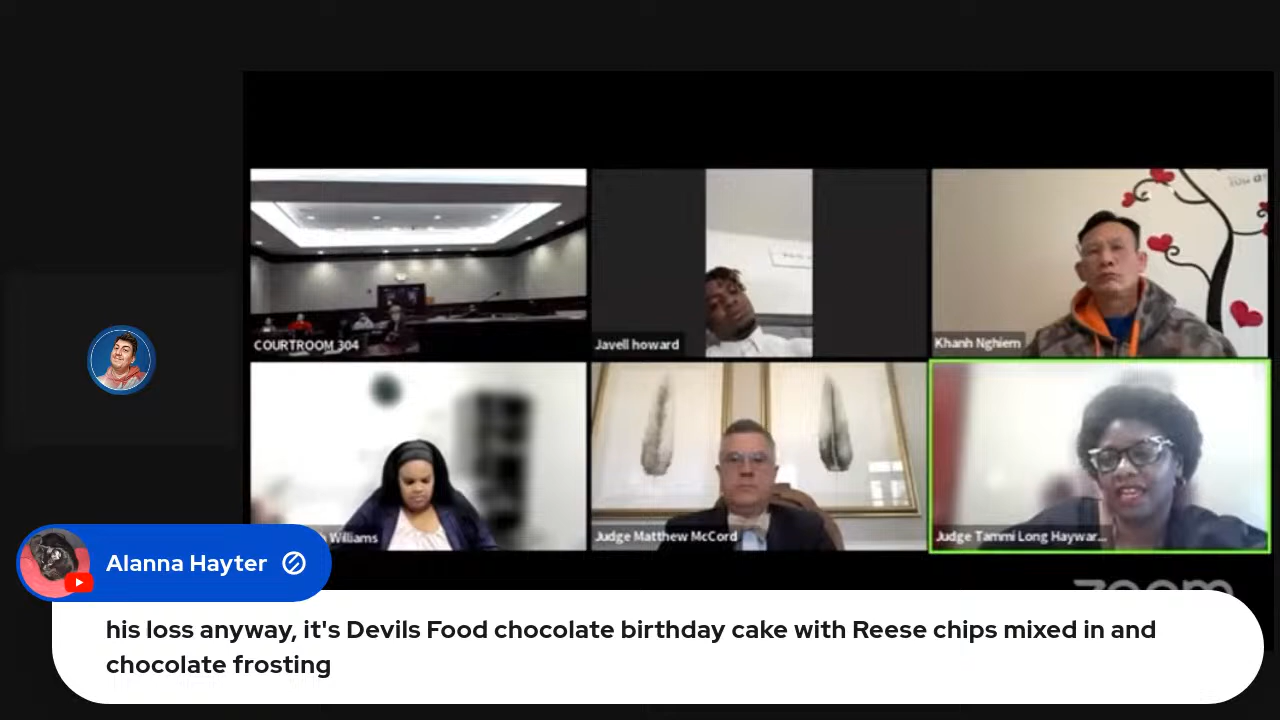 COURTROOM 304
Javell howard
Khanh Nghiem
Williams
Judge Matthew McCord
Judge Tammi Long Haywar...
zoom
Alanna Hayter
his loss anyway, it's Devils Food chocolate birthday cake with Reese chips mixed in and
chocolate frosting